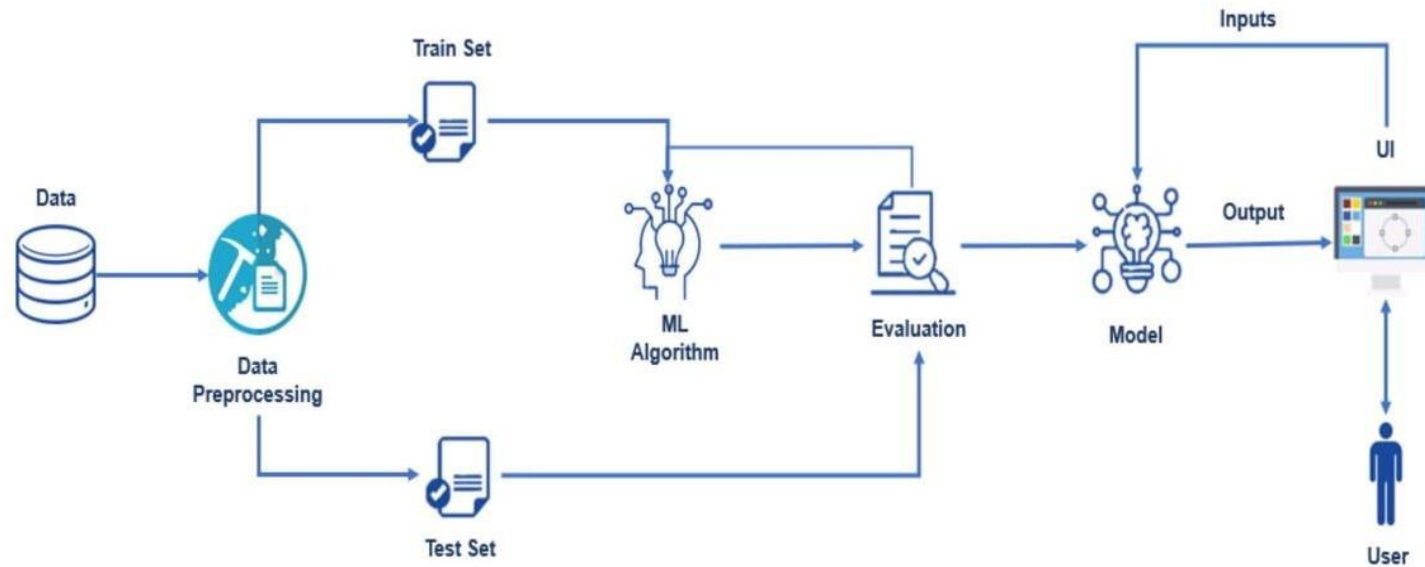 Inputs
Train Set
UI
Data
Output
ML
Algorithm
Evaluation
Model
Data
Preprocessing
Test Set
User